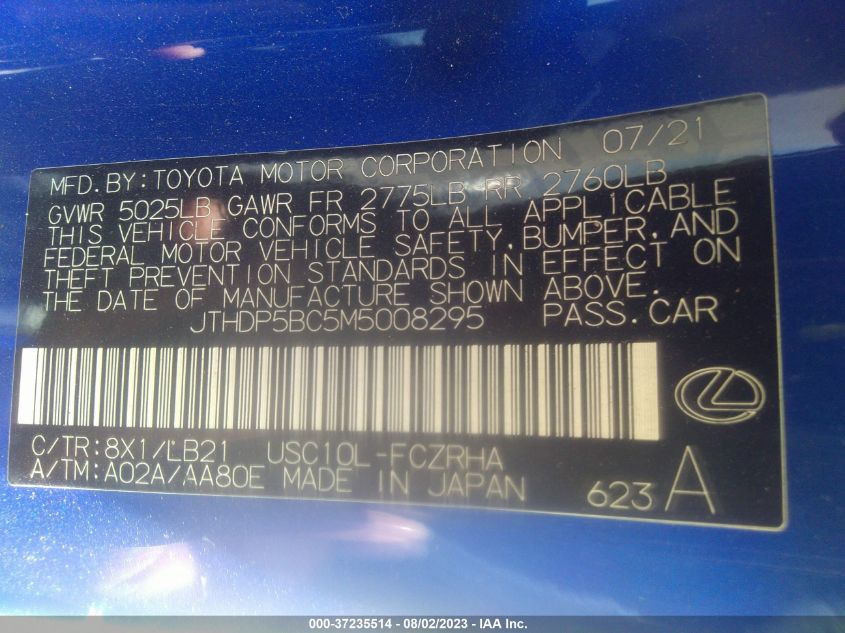 MFD.BY:TOYOTA MOTOR CORPORATION 07/21
GVWR 5025LB GAWR FR 2775LB RR 2760LB
THIS VEHICLE CONFORMS TO ALL APPLICABLE
FEDERAL MOTOR VEHICLE SAFETY,BUMPER,AND
THEFT PREVENTION STANDARDS IN EFFECT ON
THE DATE OF MANUFACTURE SHOWN ABOVE.
JTHDP5BC5M5008295 PASS.CAR
C/TR:8X1/LB21 USC10L-FCZRHA
A/TM:A02A/AA80E MADE IN JAPAN 623 A
000-37235514 - 08/02/2023 - IAA Inc.